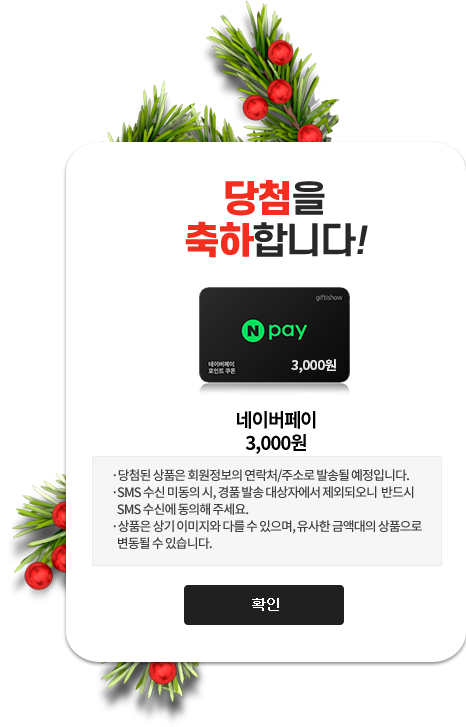 당첨을
축하합니다!
giftishow
N pay
네이버페이
포인트 쿠폰
3,000원
네이버페이
3,000원
· 당첨된 상품은 회원정보의 연락처/주소로 발송될 예정입니다.
· SMS 수신 미동의 시, 경품 발송 대상자에서 제외되오니 반드시
SMS 수신에 동의해 주세요.
· 상품은 상기 이미지와 다를 수 있으며, 유사한 금액대의 상품으로
변동될 수 있습니다.
확인